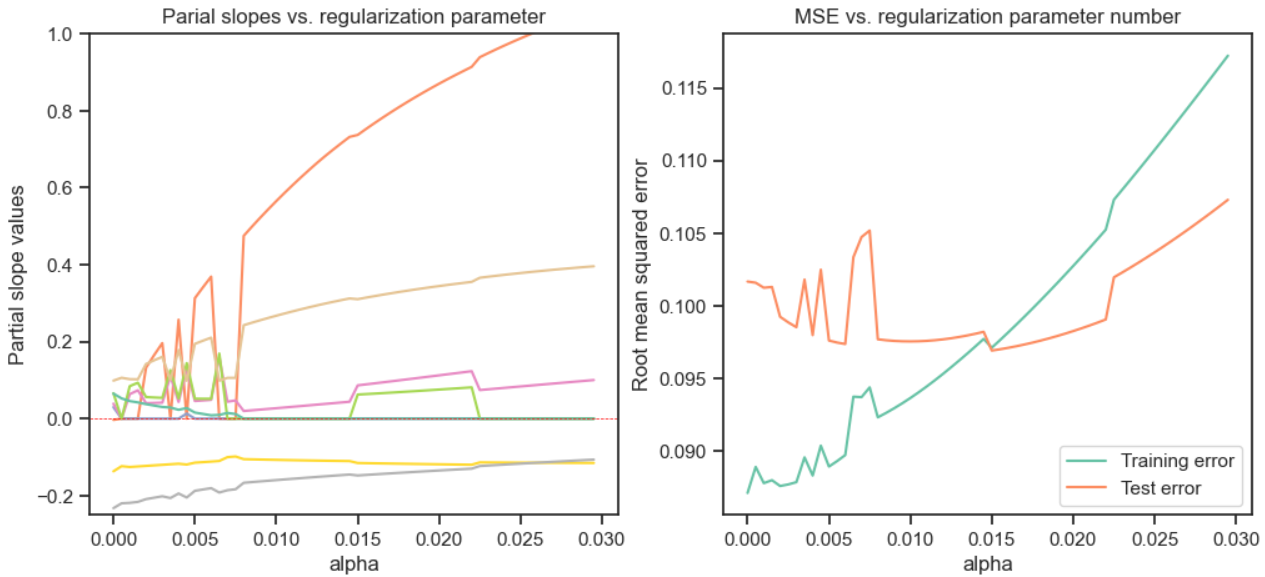 Parial slopes vs. regularization parameter
Partial slope values
1.0
0.8
0.6
0.4
0.2
0.0
−0.2
0.000 0.005 0.010 0.015 0.020 0.025 0.030
alpha
MSE vs. regularization parameter number
Root mean squared error
0.115
0.110
0.105
0.100
0.095
0.090
Training error
Test error
0.000 0.005 0.010 0.015 0.020 0.025 0.030
alpha